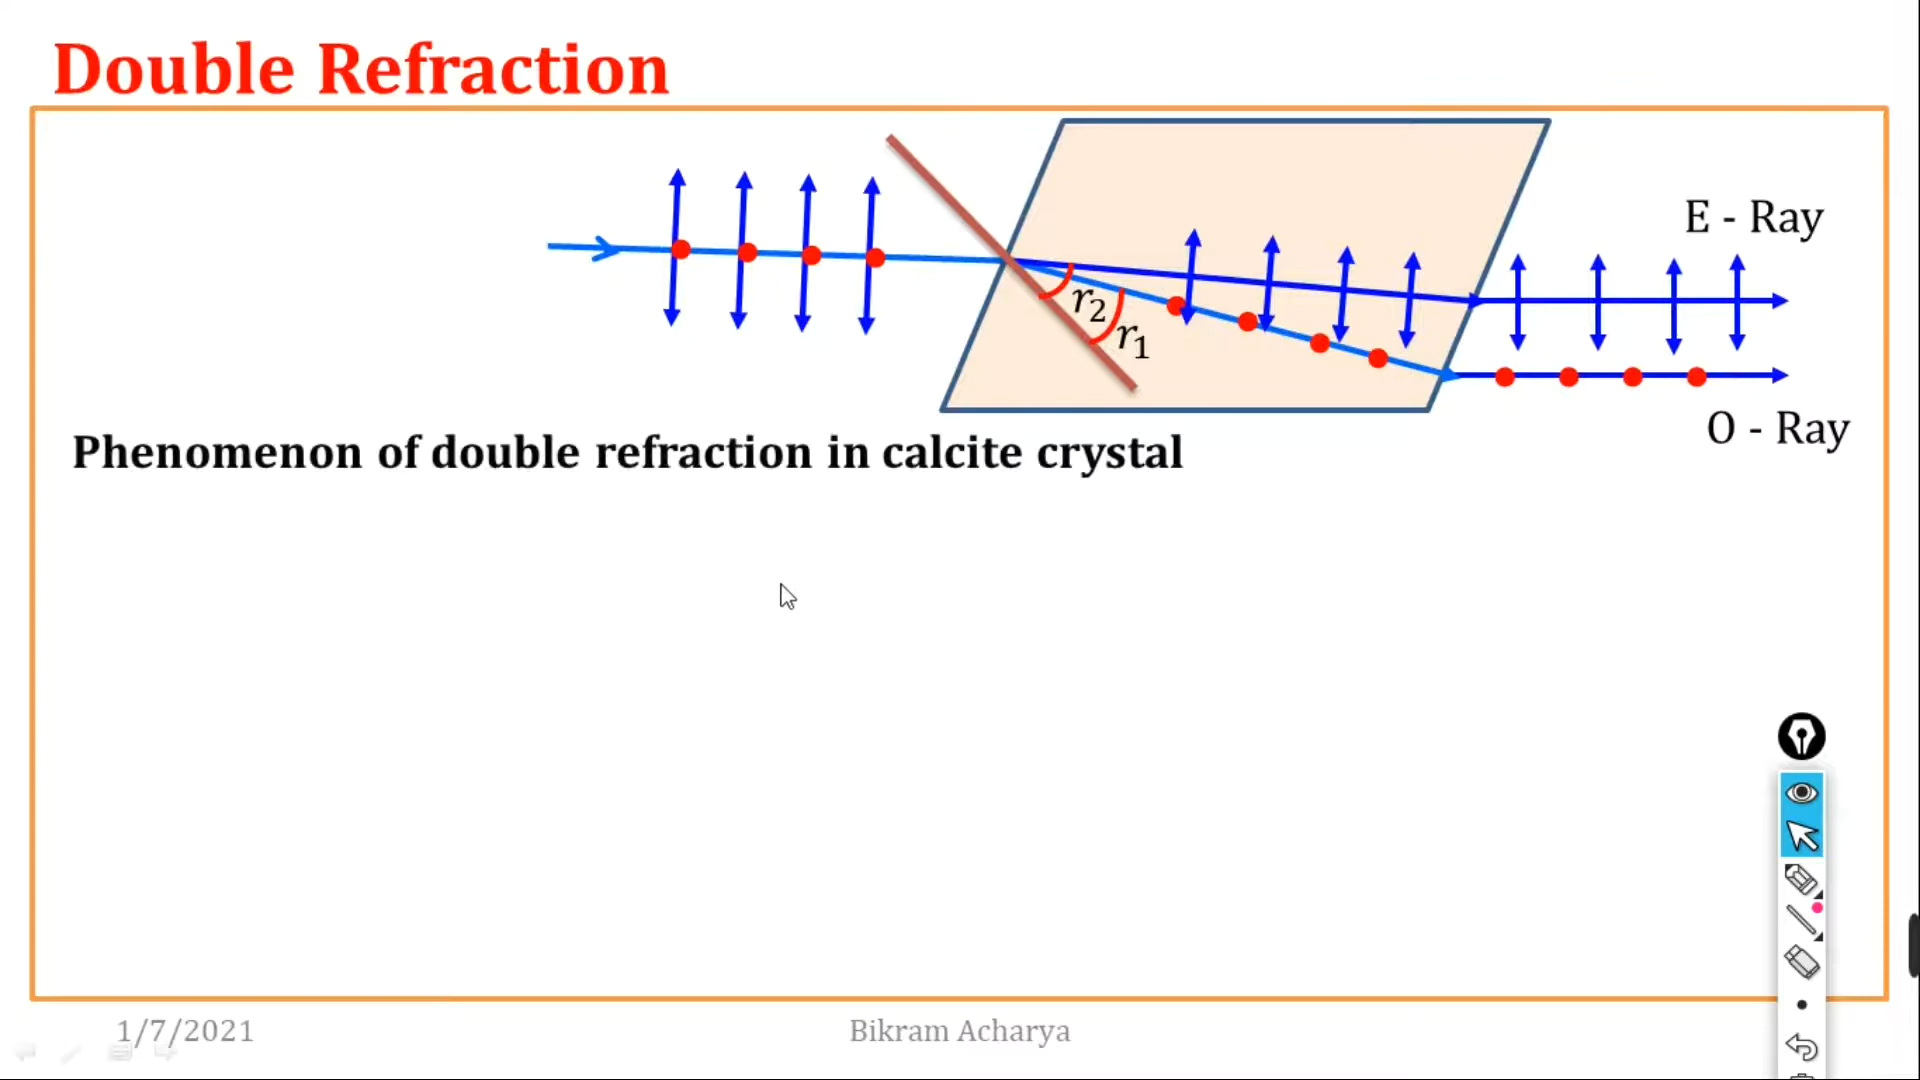 Double Refraction
E - Ray
r₂
r₁
O - Ray
Phenomenon of double refraction in calcite crystal
1/7/2021
Bikram Acharya